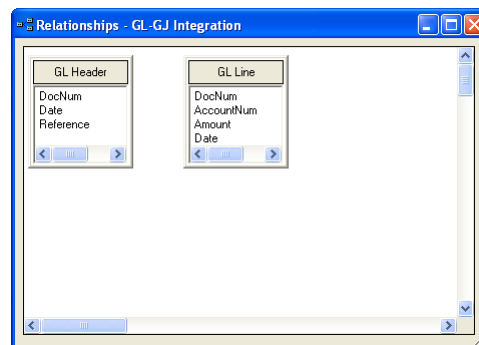 Relationships - GL-GJ Integration
GL Header
DocNum
Date
Reference
GL Line
DocNum
AccountNum
Amount
Date